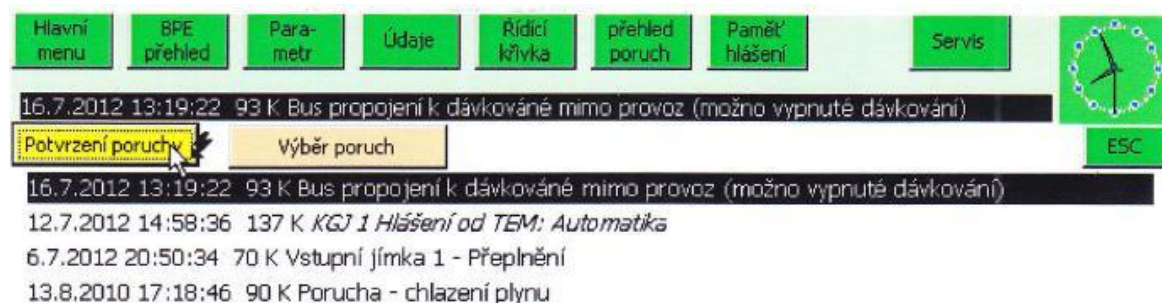 Hlavní menu
BPE přehled
Para-metr
Údaje
Řídící křivka
přehled poruch
Paměť hlášení
Servis
16.7.2012 13:19:22 93 K Bus propojení k dávkováné mimo provoz (možno vypnuté dávkování)
Potvrzení poruchy
Výběr poruch
ESC
16.7.2012 13:19:22 93 K Bus propojení k dávkováné mimo provoz (možno vypnuté dávkování)
12.7.2012 14:58:36 137 K KGJ 1 Hlášení od TEM: Automatika
6.7.2012 20:50:34 70 K Vstupní jímka 1 - Přeplnění
13.8.2010 17:18:46 90 K Porucha - chlazení plynu